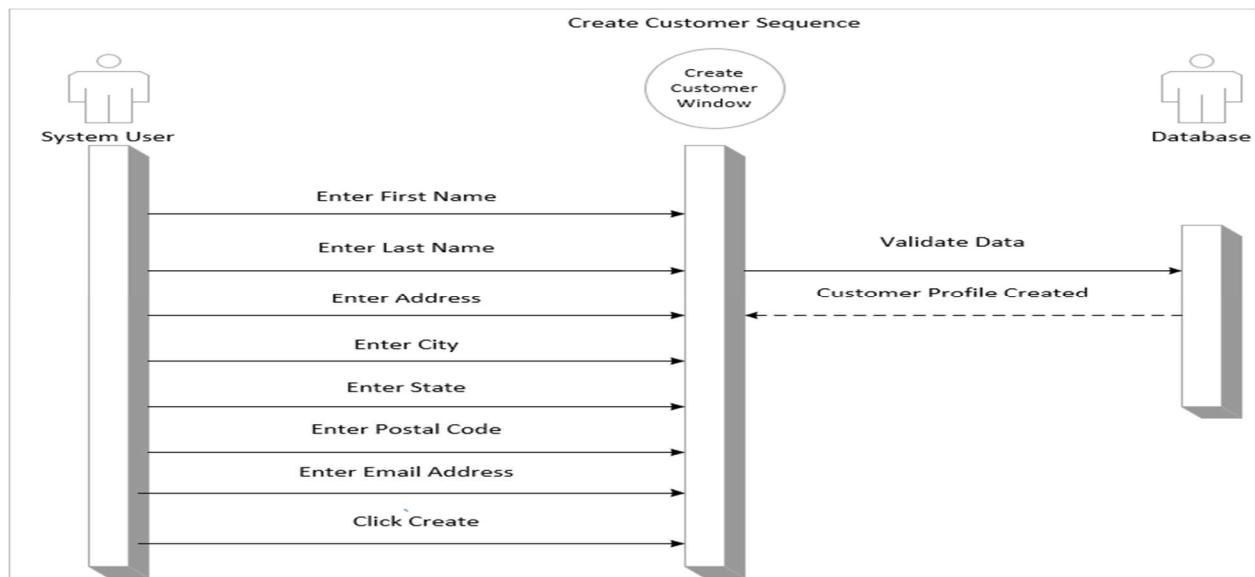 Create Customer Sequence
Create
Customer
Window
System User
Database
Enter First Name
Enter Last Name
Validate Data
Enter Address
Customer Profile Created
Enter City
Enter State
Enter Postal Code
Enter Email Address
Click Create